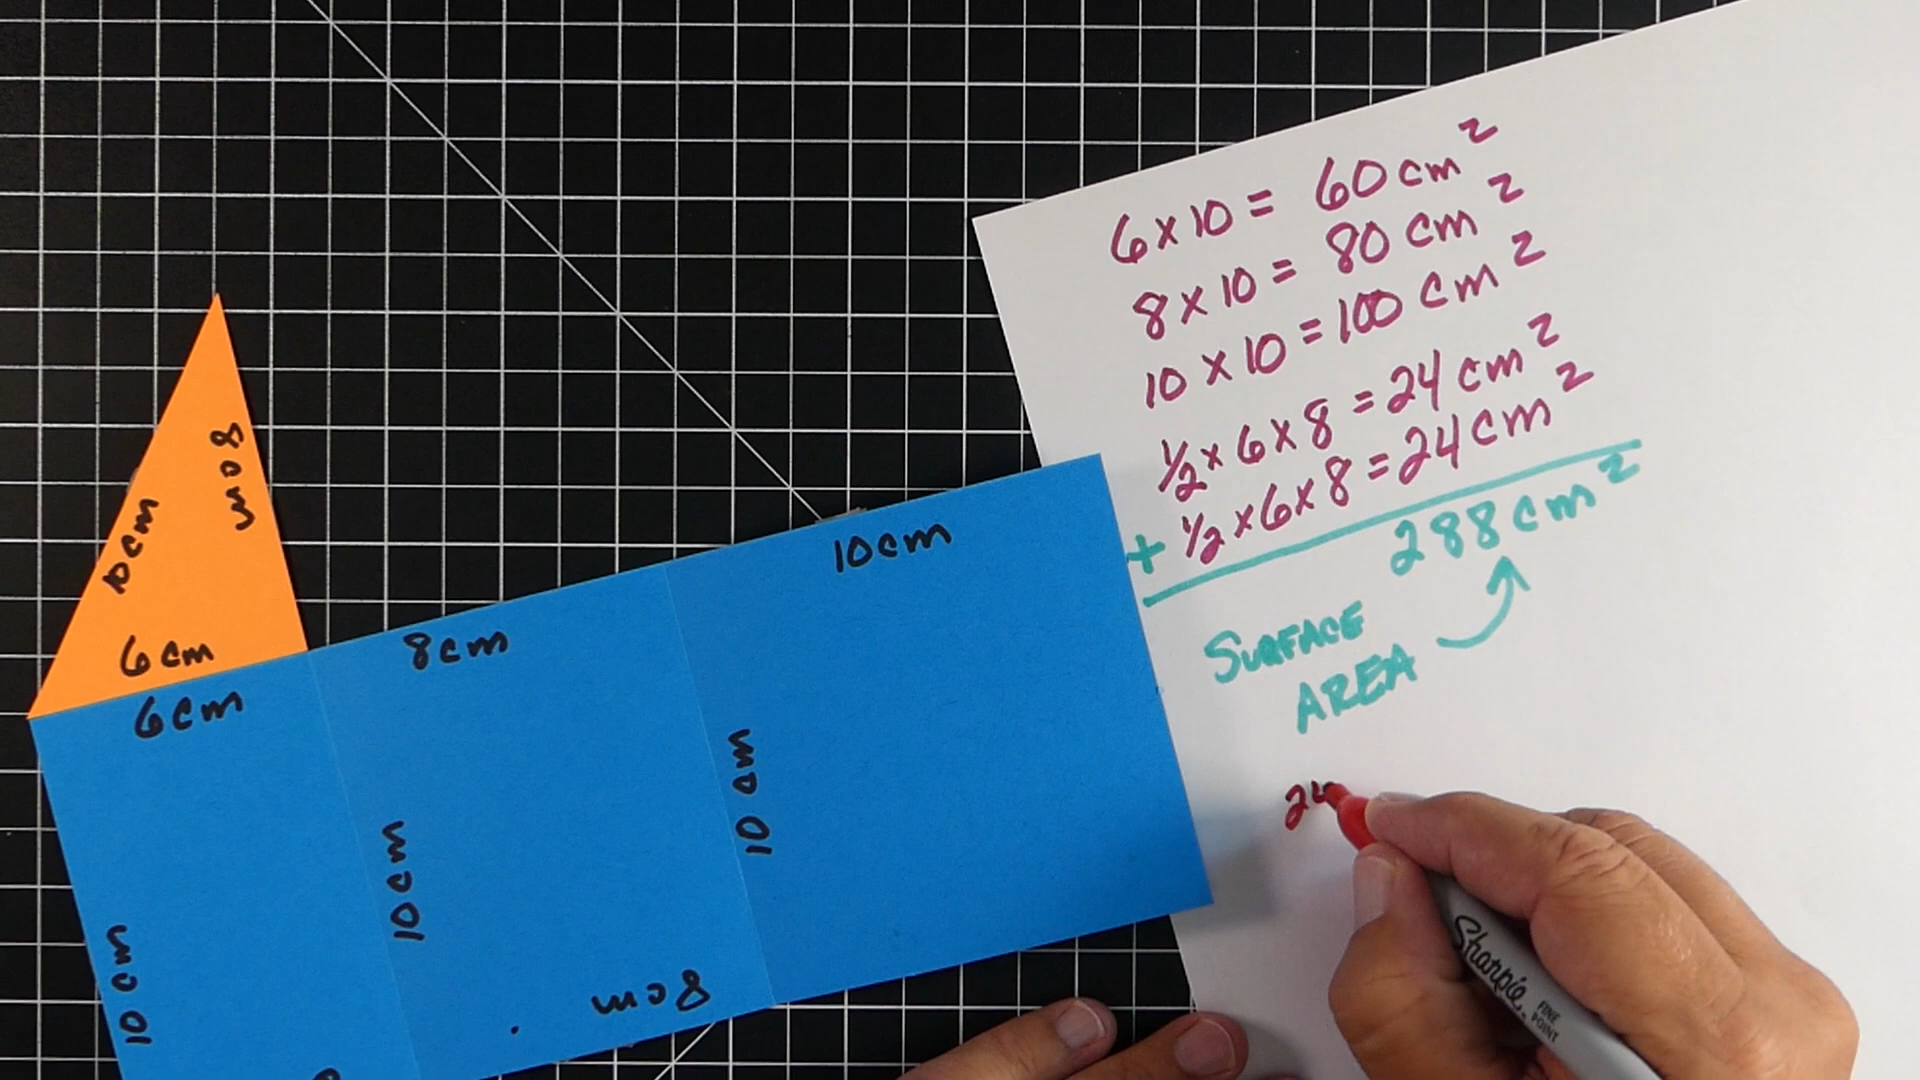 6 x 10 = 60 cm²
8 x 10 = 80 cm²
10 x 10 = 100 cm²
½ x 6 x 8 = 24 cm²
+ ½ x 6 x 8 = 24 cm²
288 cm²
SURFACE
AREA
24
10cm
8cm
6cm
6cm
8cm
10cm
10cm
10cm
10cm
8cm
Sharpie.
FINE
POINT